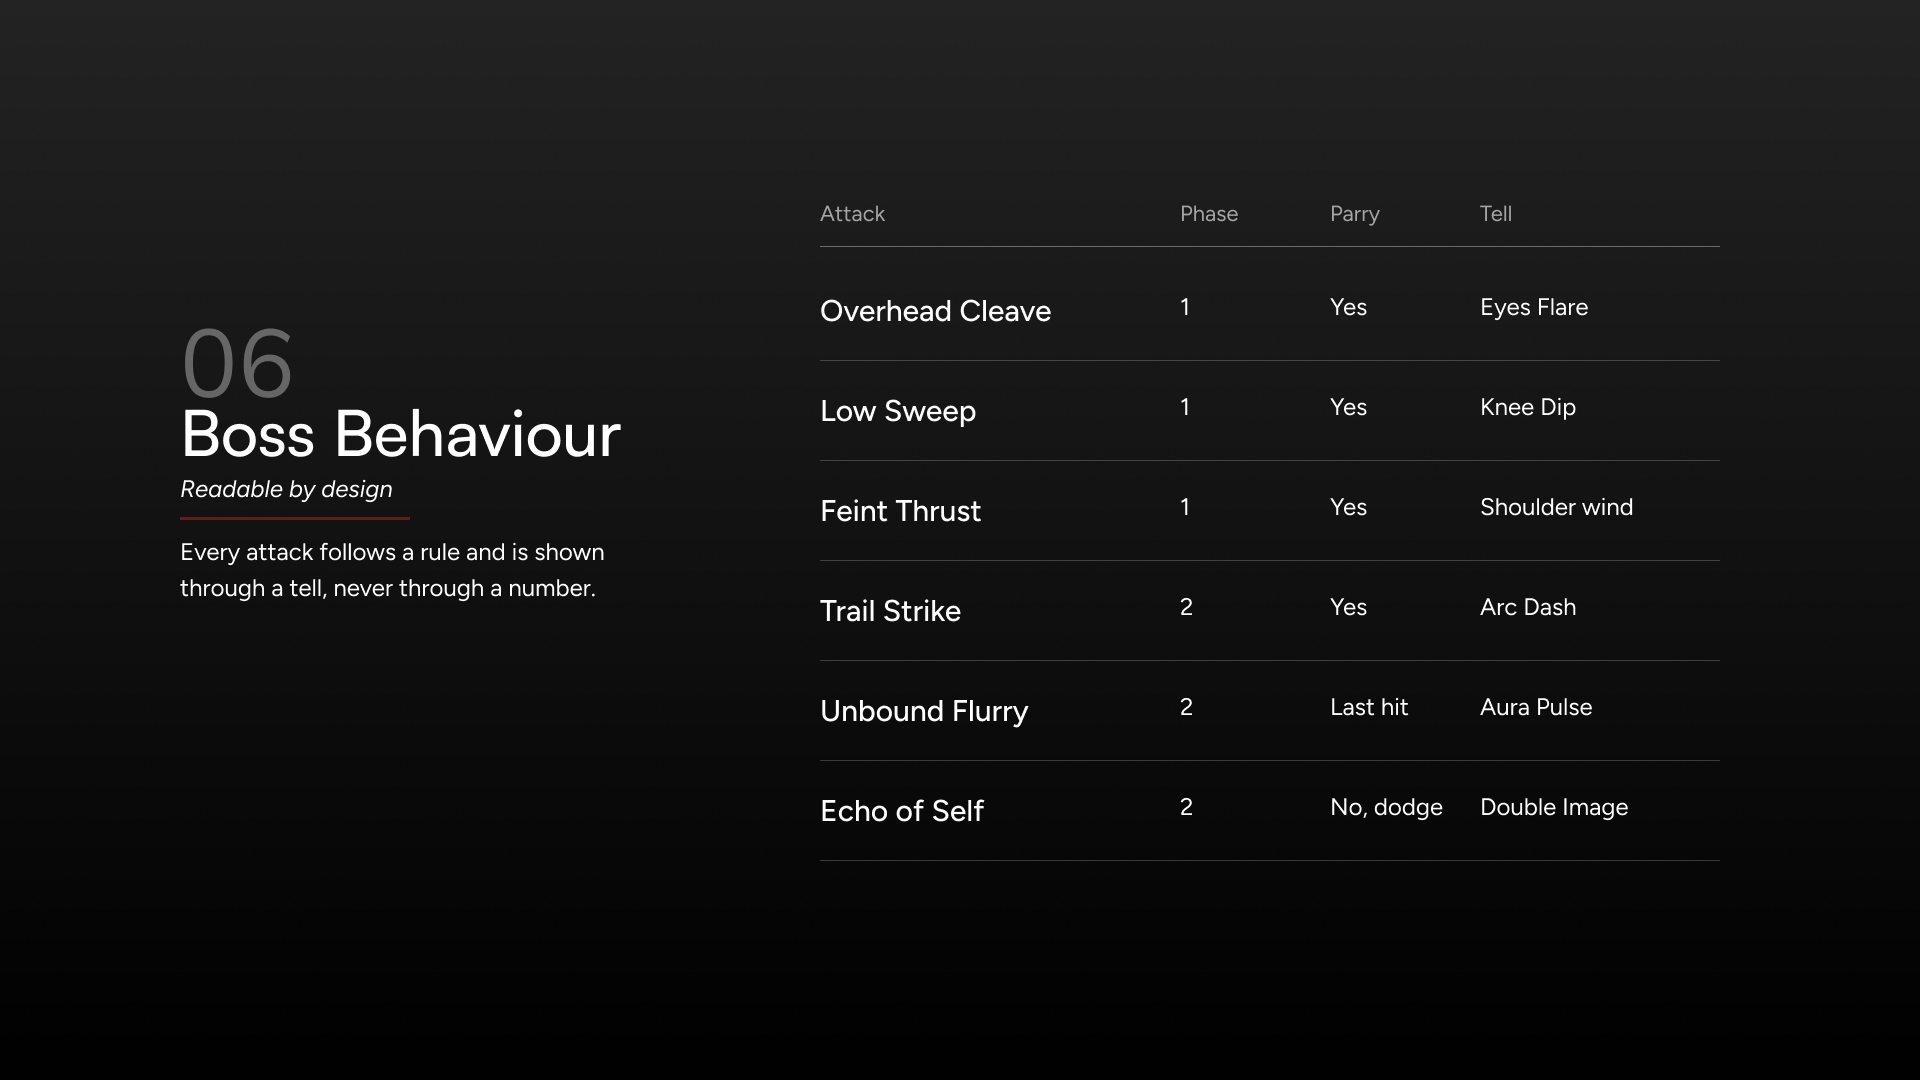 06
Boss Behaviour
Readable by design
Every attack follows a rule and is shown
through a tell, never through a number.
Attack Phase Parry Tell
Overhead Cleave 1 Yes Eyes Flare
Low Sweep 1 Yes Knee Dip
Feint Thrust 1 Yes Shoulder wind
Trail Strike 2 Yes Arc Dash
Unbound Flurry 2 Last hit Aura Pulse
Echo of Self 2 No, dodge Double Image